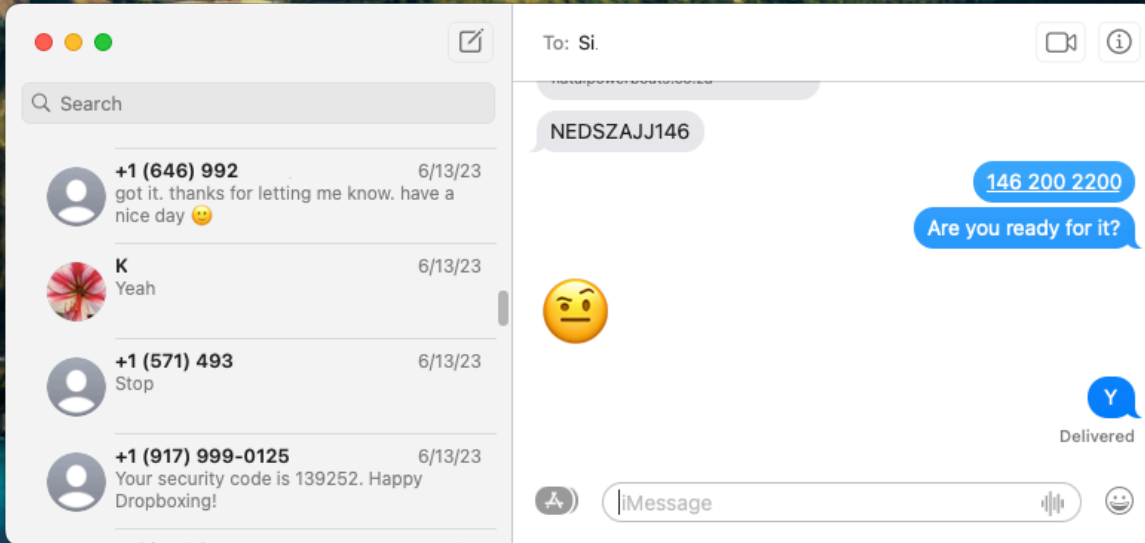 Search
+1 (646) 992
6/13/23
got it. thanks for letting me know. have a
nice day 🙂
K
6/13/23
Yeah
+1 (571) 493
6/13/23
Stop
+1 (917) 999-0125
6/13/23
Your security code is 139252. Happy
Dropboxing!
To: Si.
NEDSZAJJ146
146 200 2200
Are you ready for it?
🤨
Y
Delivered
iMessage